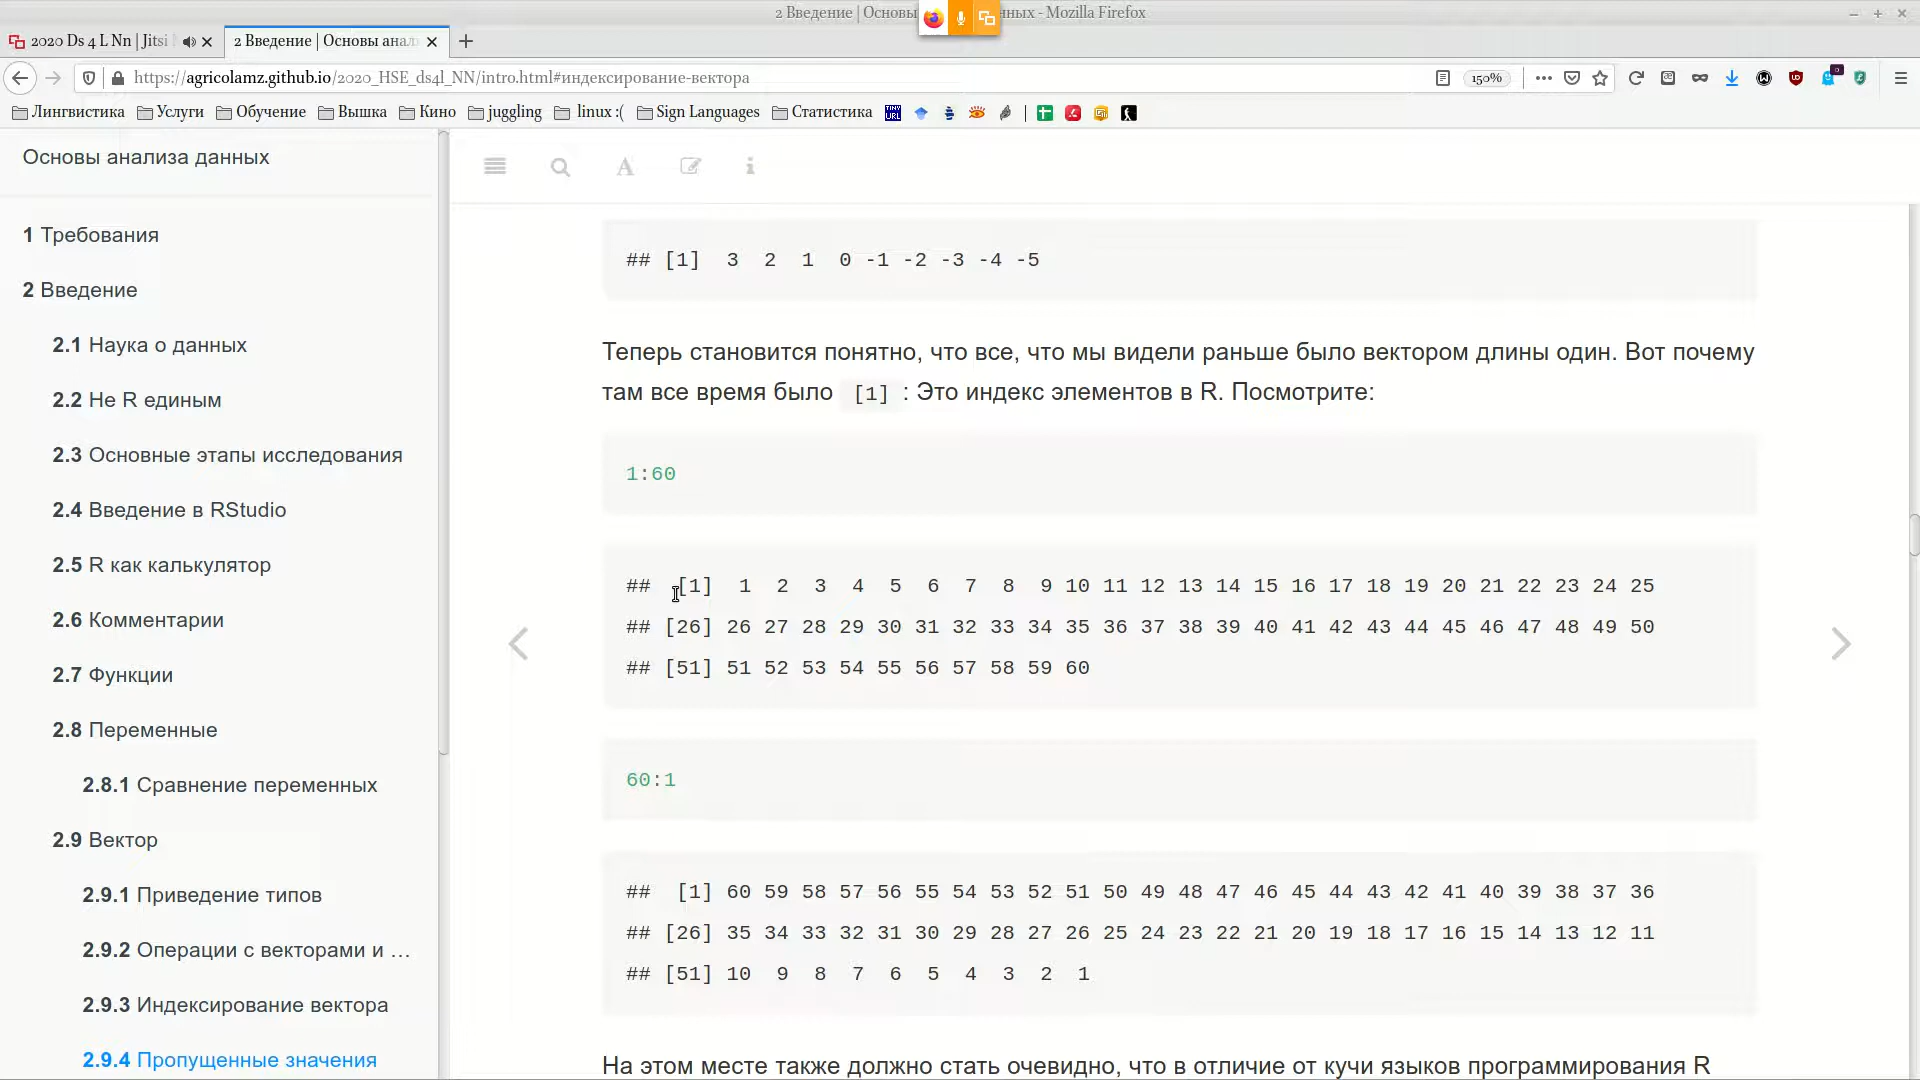 2 Введение | Основы
нных - Mozilla Firefox
2020 Ds 4 L Nn | Jitsi
2 Введение | Основы анал
https://agricolamz.github.io/2020_HSE_ds4l_NN/intro.html#индексирование-вектора
150%
Лингвистика Услуги Обучение Вышка Кино juggling linux :( Sign Languages Статистика TINY URL
Основы анализа данных
1 Требования
2 Введение
2.1 Наука о данных
2.2 Не R единым
2.3 Основные этапы исследования
2.4 Введение в RStudio
2.5 R как калькулятор
2.6 Комментарии
2.7 Функции
2.8 Переменные
2.8.1 Сравнение переменных
2.9 Вектор
2.9.1 Приведение типов
2.9.2 Операции с векторами и …
2.9.3 Индексирование вектора
2.9.4 Пропущенные значения
## [1]  3  2  1  0 -1 -2 -3 -4 -5
Теперь становится понятно, что все, что мы видели раньше было вектором длины один. Вот почему
там все время было [1] : Это индекс элементов в R. Посмотрите:
1:60
##  [1]  1  2  3  4  5  6  7  8  9 10 11 12 13 14 15 16 17 18 19 20 21 22 23 24 25
## [26] 26 27 28 29 30 31 32 33 34 35 36 37 38 39 40 41 42 43 44 45 46 47 48 49 50
## [51] 51 52 53 54 55 56 57 58 59 60
60:1
##  [1] 60 59 58 57 56 55 54 53 52 51 50 49 48 47 46 45 44 43 42 41 40 39 38 37 36
## [26] 35 34 33 32 31 30 29 28 27 26 25 24 23 22 21 20 19 18 17 16 15 14 13 12 11
## [51] 10  9  8  7  6  5  4  3  2  1
На этом месте также должно стать очевидно, что в отличие от кучи языков программирования R